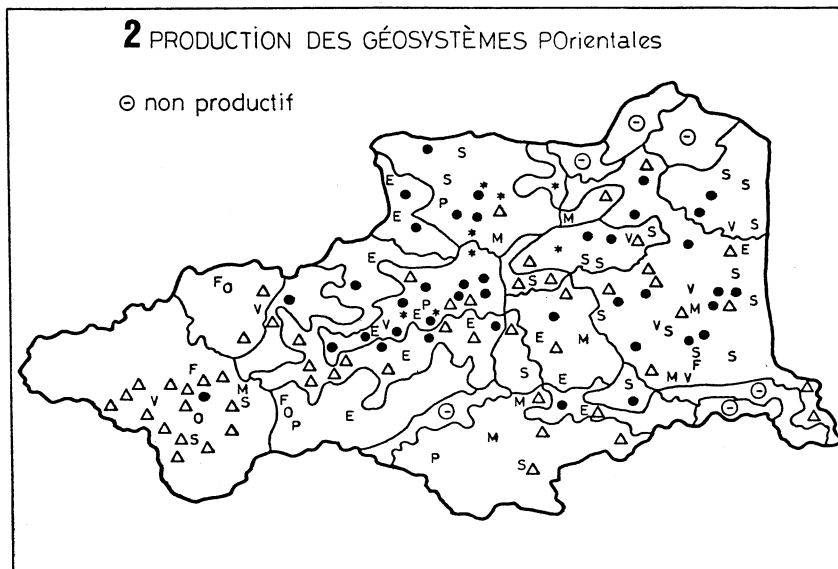 2 PRODUCTION DES GÉOSYSTÈMES POrientales
⊖ non productif
S
E S S S
P S
E M V S
M V S
E S S E
F O S V S
E P V M S
V V E S
E M V S S
E S F S
F M S S M V
V S F E E
O O M E
S P E M
P S